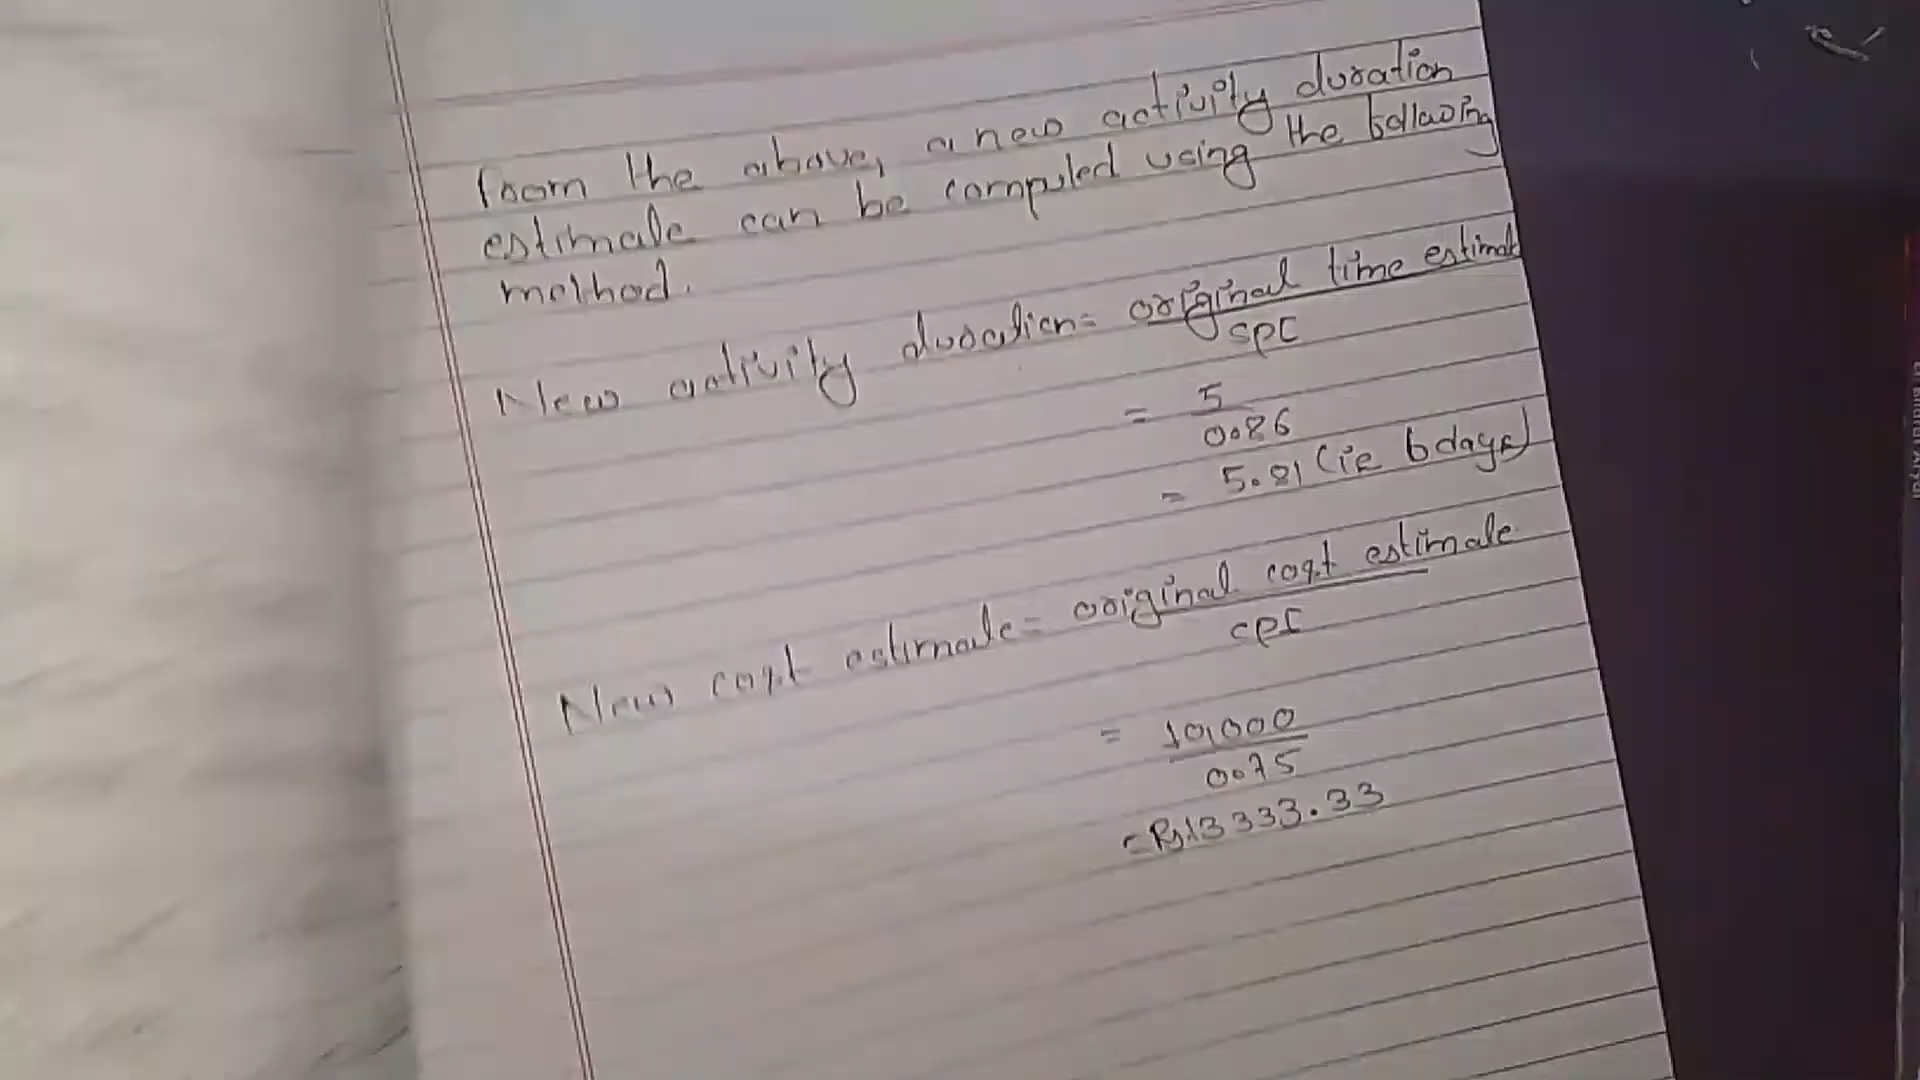 From the above, a new activity duration
estimate can be computed using the following
method.
New activity duration = original time estimate
SPI
= 5
0.86
= 5.81 (ie 6 days)
New cost estimate = original cost estimate
CPI
= 10,000
0.75
= Rs13333.33